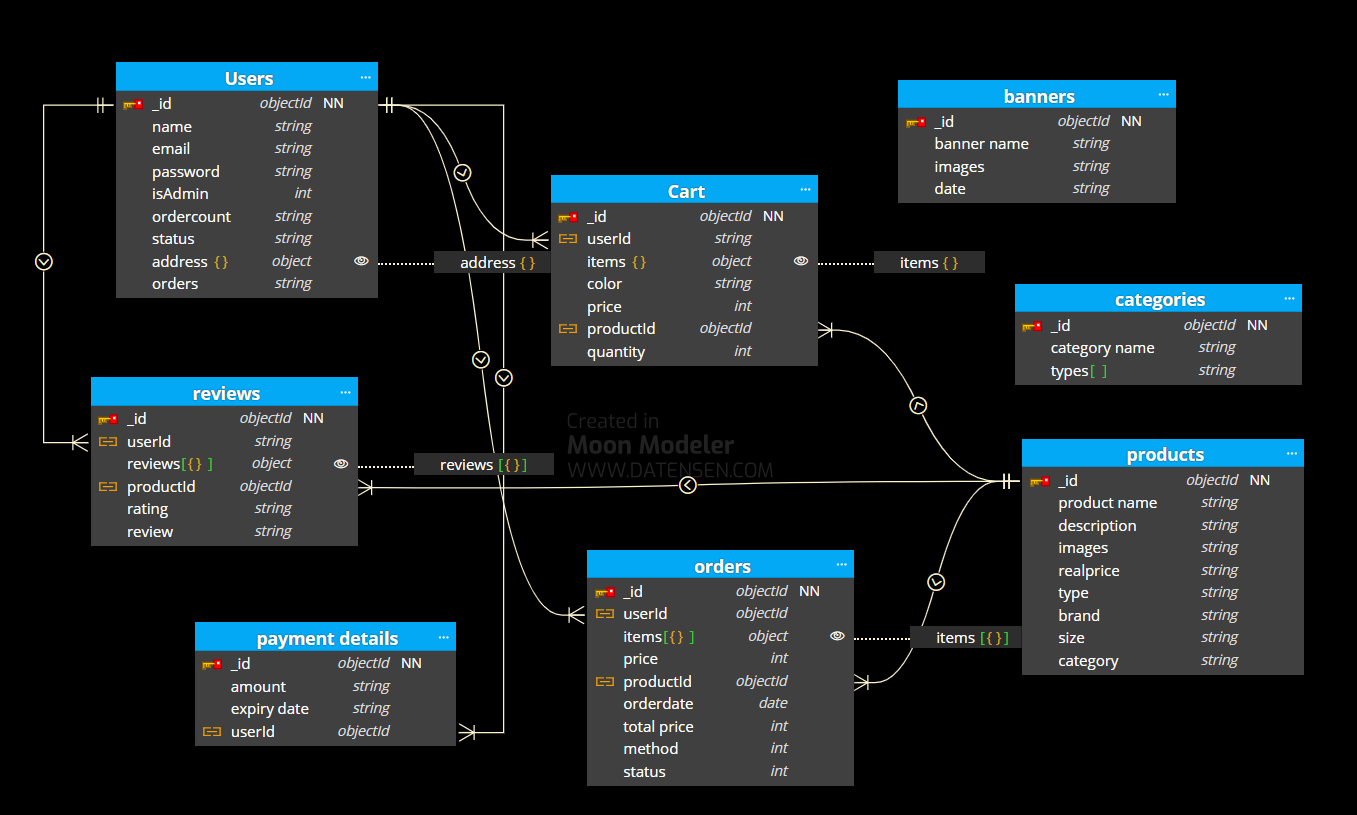 Users ...
_id objectId NN
name string
email string
password string
isAdmin int
ordercount string
status string
address {} object
orders string
address {}
banners ...
_id objectId NN
banner name string
images string
date string
Cart ...
_id objectId NN
userId string
items {} object
color string
price int
productId objectId
quantity int
items {}
categories ...
_id objectId NN
category name string
types[ ] string
reviews ...
_id objectId NN
userId string
reviews[{} ] object
productId objectId
rating string
review string
reviews [{}]
Created in
Moon Modeler
WWW.DATENSEN.COM
products ...
_id objectId NN
product name string
description string
images string
realprice string
type string
brand string
size string
category string
orders ...
_id objectId NN
userId objectId
items[{} ] object
price int
productId objectId
orderdate date
total price int
method int
status int
items [{}]
payment details ...
_id objectId NN
amount string
expiry date string
userId objectId